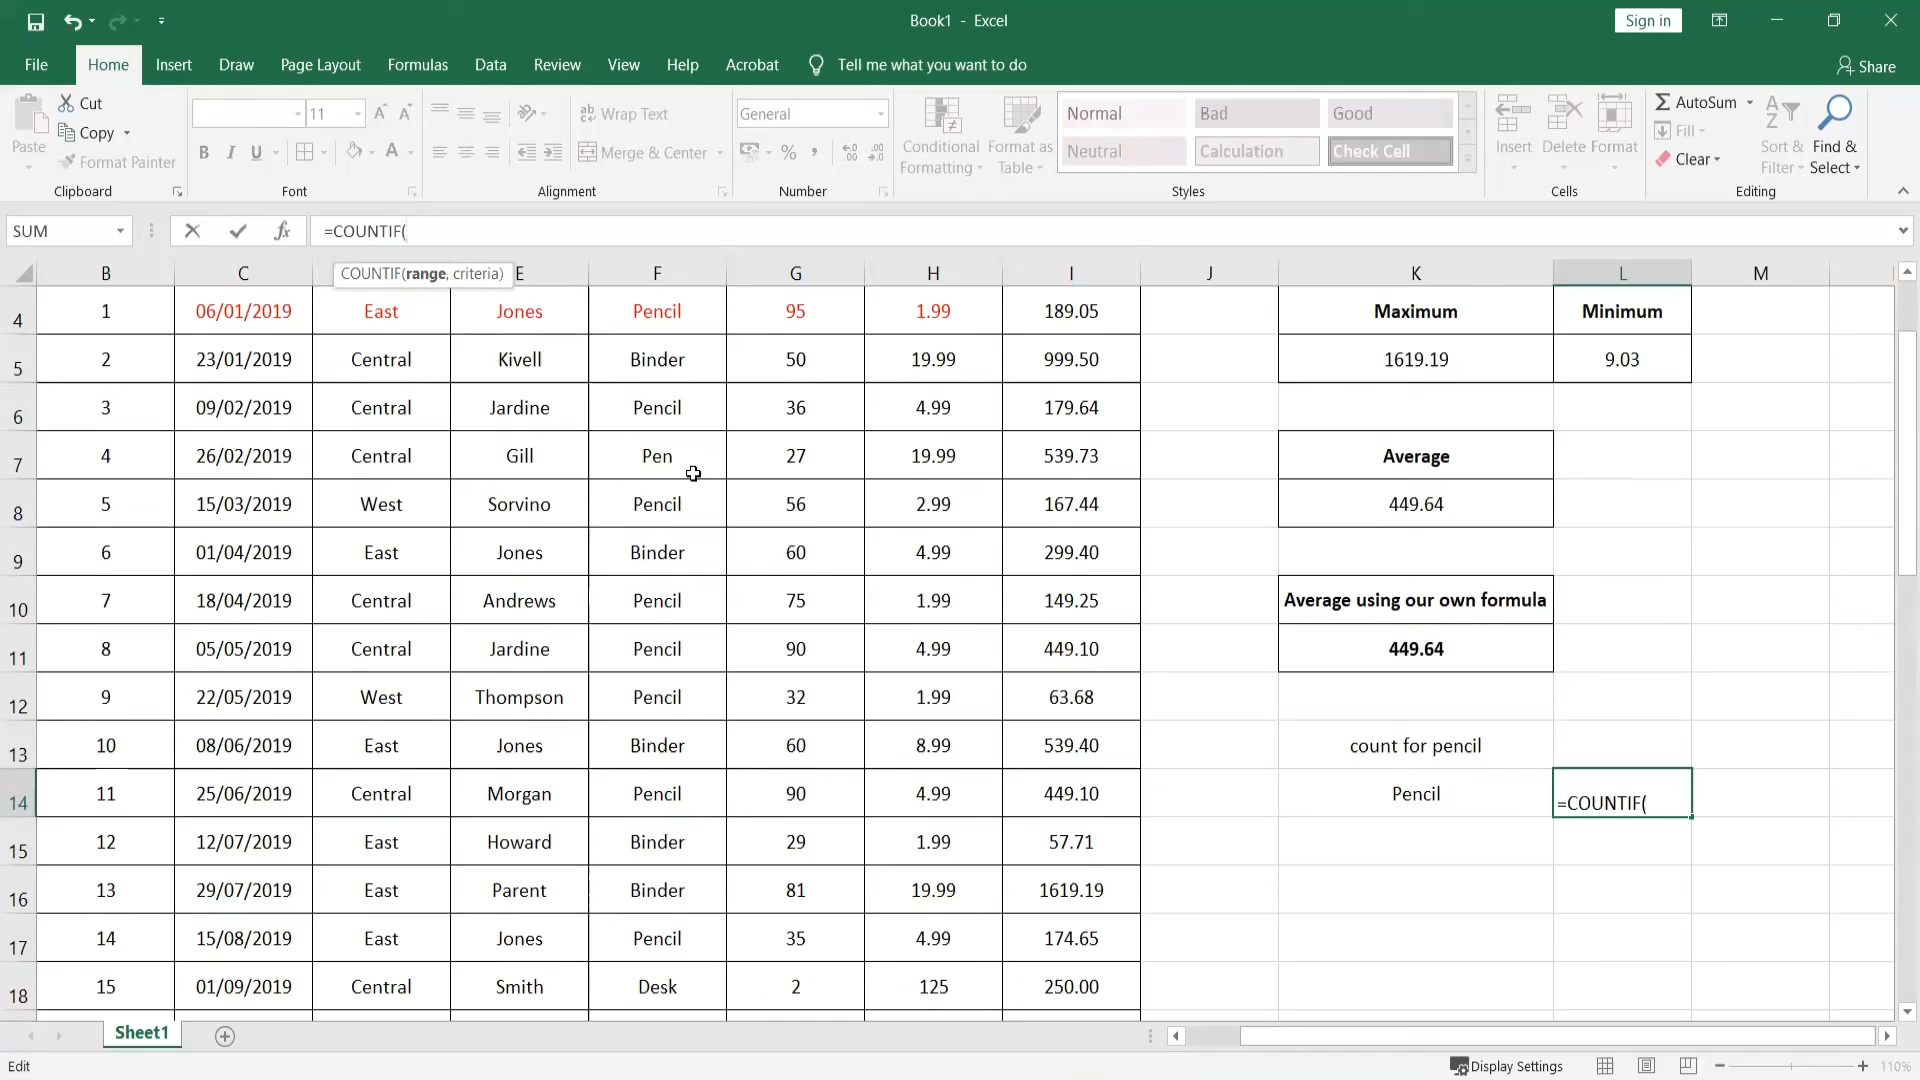 Book1 - Excel
Sign in
File Home Insert Draw Page Layout Formulas Data Review View Help Acrobat Tell me what you want to do Share
Paste
Cut
Copy
Format Painter
Clipboard
11
B I U
Font
Wrap Text
Merge & Center
Alignment
General
%
Number
Conditional Formatting
Format as Table
Normal Bad Good
Neutral Calculation Check Cell
Styles
Insert Delete Format
Cells
AutoSum
Fill
Clear
Sort & Filter
Find & Select
Editing
SUM fx =COUNTIF(
COUNTIF(range, criteria)
B C E F G H I J K L M
4 1 06/01/2019 East Jones Pencil 95 1.99 189.05 Maximum Minimum
5 2 23/01/2019 Central Kivell Binder 50 19.99 999.50 1619.19 9.03
6 3 09/02/2019 Central Jardine Pencil 36 4.99 179.64
7 4 26/02/2019 Central Gill Pen 27 19.99 539.73 Average
8 5 15/03/2019 West Sorvino Pencil 56 2.99 167.44 449.64
9 6 01/04/2019 East Jones Binder 60 4.99 299.40
10 7 18/04/2019 Central Andrews Pencil 75 1.99 149.25 Average using our own formula
11 8 05/05/2019 Central Jardine Pencil 90 4.99 449.10 449.64
12 9 22/05/2019 West Thompson Pencil 32 1.99 63.68
13 10 08/06/2019 East Jones Binder 60 8.99 539.40 count for pencil
14 11 25/06/2019 Central Morgan Pencil 90 4.99 449.10 Pencil =COUNTIF(
15 12 12/07/2019 East Howard Binder 29 1.99 57.71
16 13 29/07/2019 East Parent Binder 81 19.99 1619.19
17 14 15/08/2019 East Jones Pencil 35 4.99 174.65
18 15 01/09/2019 Central Smith Desk 2 125 250.00
Sheet1
Edit Display Settings 110%